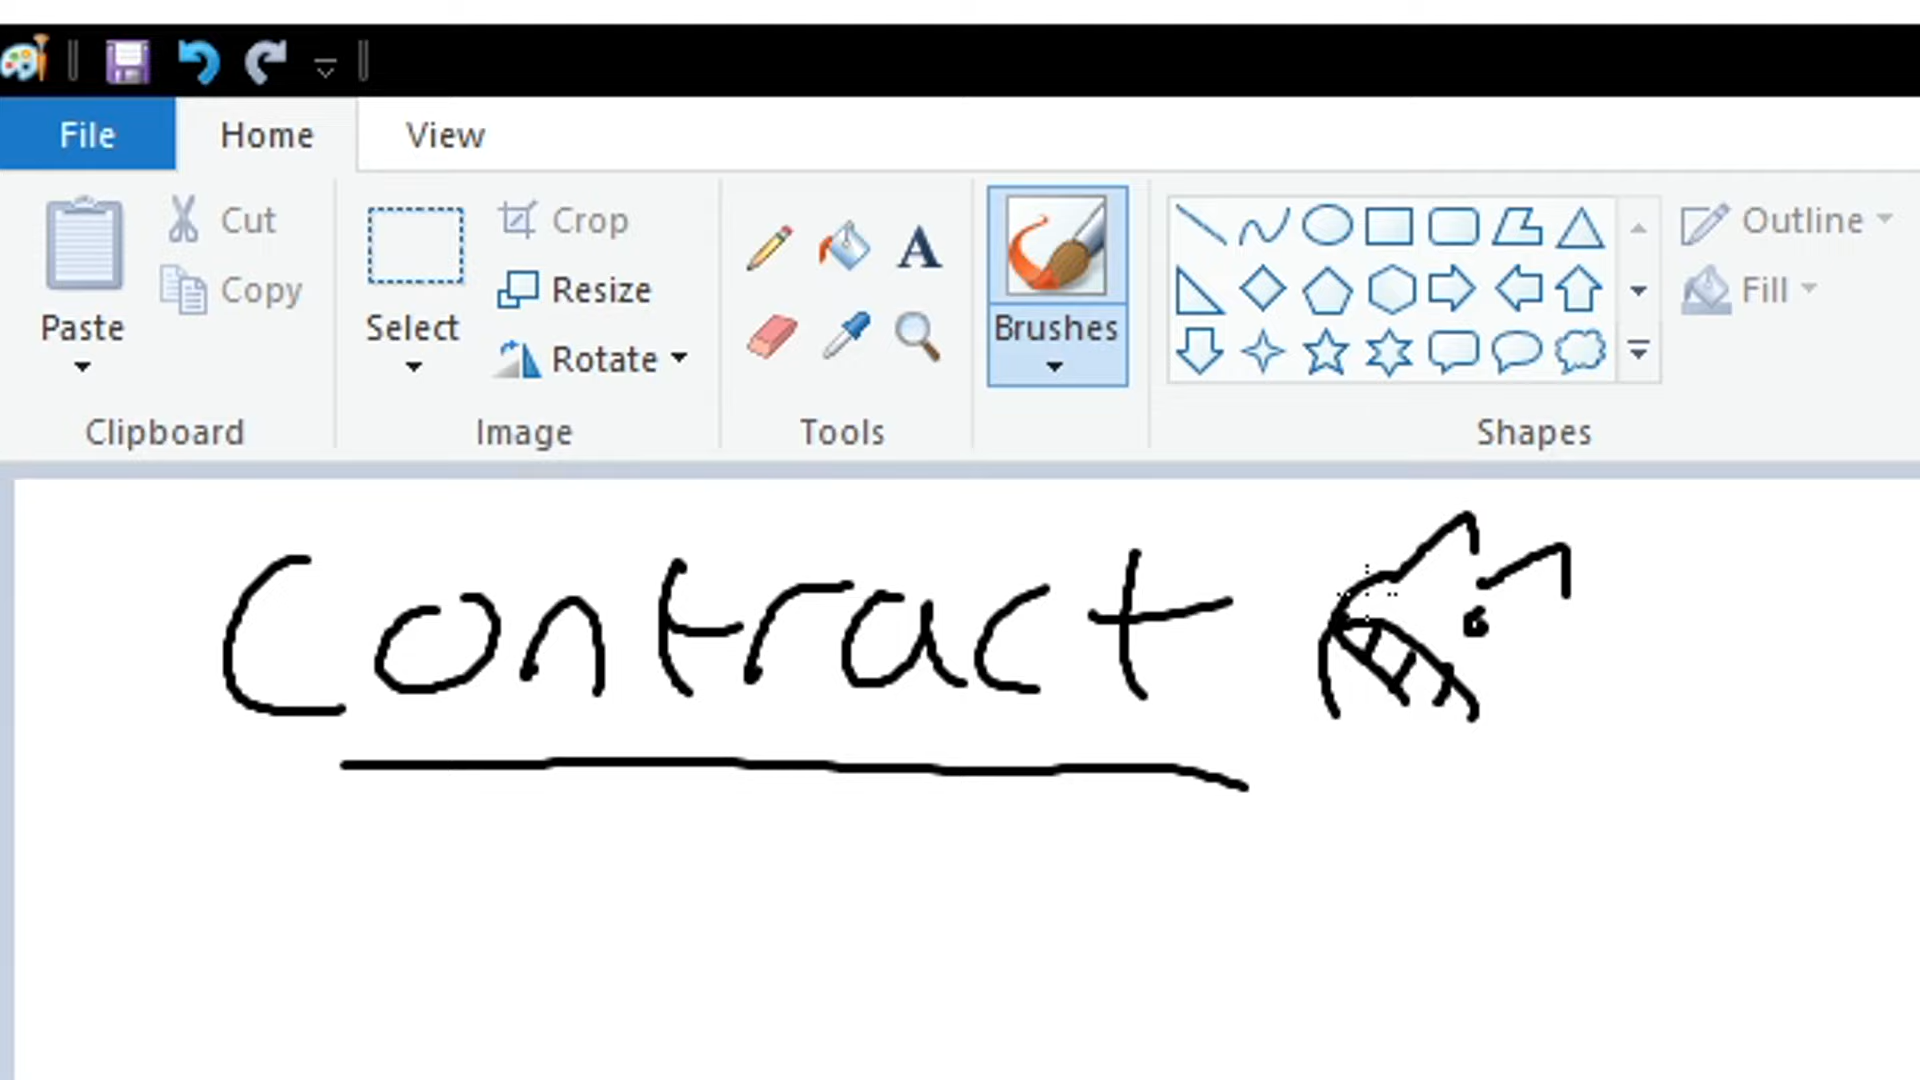 File Home View
Cut Crop Outline
Copy Resize Fill
Paste Select Rotate Brushes
Clipboard Image Tools Shapes
Contract